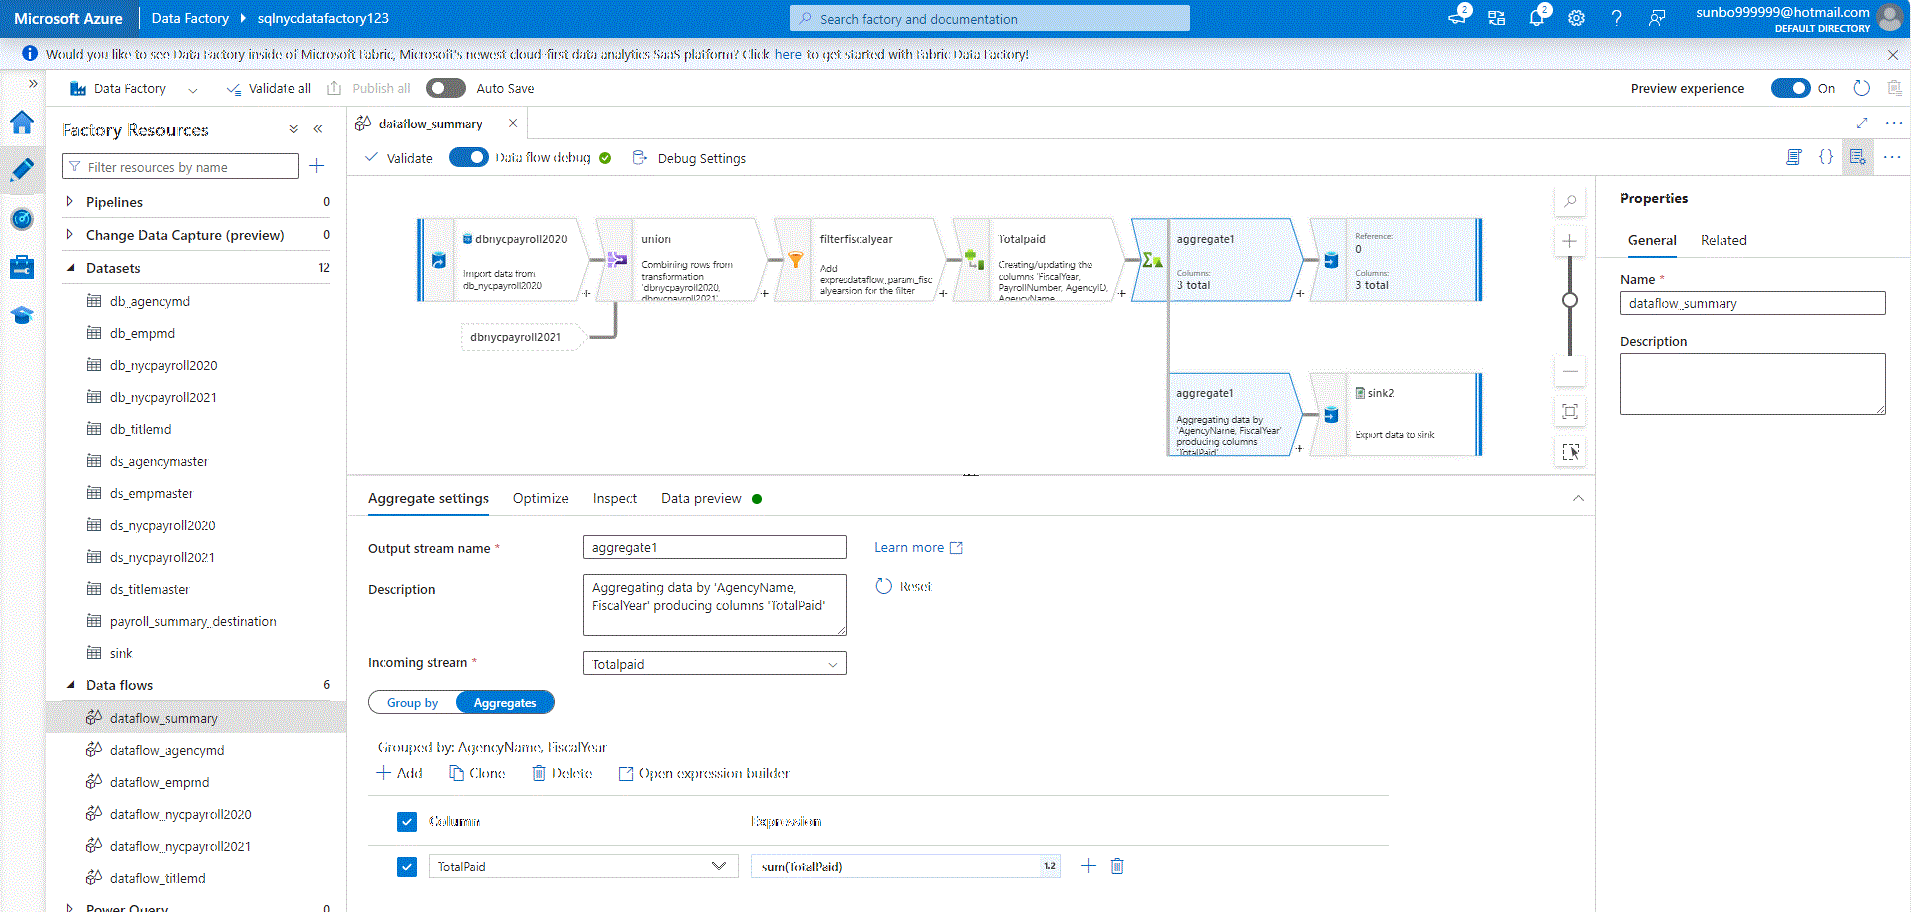 Microsoft Azure
Data Factory
sqlnycdatafactory123
Search factory and documentation
2
2
sunbo999999@hotmail.com
DEFAULT DIRECTORY
Would you like to see Data Factory inside of Microsoft Fabric, Microsoft's newest cloud-first data analytics SaaS platform? Click here to get started with Fabric Data Factory!
Data Factory
Validate all
Publish all
Auto Save
Preview experience
On
Factory Resources
Filter resources by name
Pipelines 0
Change Data Capture (preview) 0
Datasets 12
db_agencymd
db_empmd
db_nycpayroll2020
db_nycpayroll2021
db_titlemd
ds_agencymaster
ds_empmaster
ds_nycpayroll2020
ds_nycpayroll2021
ds_titlemaster
payroll_summary_destination
sink
Data flows 6
dataflow_summary
dataflow_agencymd
dataflow_empmd
dataflow_nycpayroll2020
dataflow_nycpayroll2021
dataflow_titlemd
Power Query 0
dataflow_summary
Validate
Data flow debug
Debug Settings
dbnycpayroll2020
Import data from
db_nycpayroll2020
union
Combining rows from
transformation
'dbnycpayroll2020,
dbnycpayroll2021'
filterfiscalyear
Add
expresdataflow_param_fisc
alyearsion for the filter
Totalpaid
Creating/updating the
columns 'FiscalYear,
PayrollNumber, AgencyID,
AgencyName,
aggregate1
Columns:
3 total
Reference:
0
Columns:
3 total
dbnycpayroll2021
aggregate1
Aggregating data by
'AgencyName, FiscalYear'
producing columns
'TotalPaid'
sink2
Export data to sink
Aggregate settings
Optimize
Inspect
Data preview
Output stream name *
aggregate1
Learn more
Description
Aggregating data by 'AgencyName,
FiscalYear' producing columns 'TotalPaid'
Reset
Incoming stream *
Totalpaid
Group by
Aggregates
Grouped by: AgencyName, FiscalYear
Add
Clone
Delete
Open expression builder
Column
Expression
TotalPaid
sum(TotalPaid)
1.2
Properties
General
Related
Name *
dataflow_summary
Description